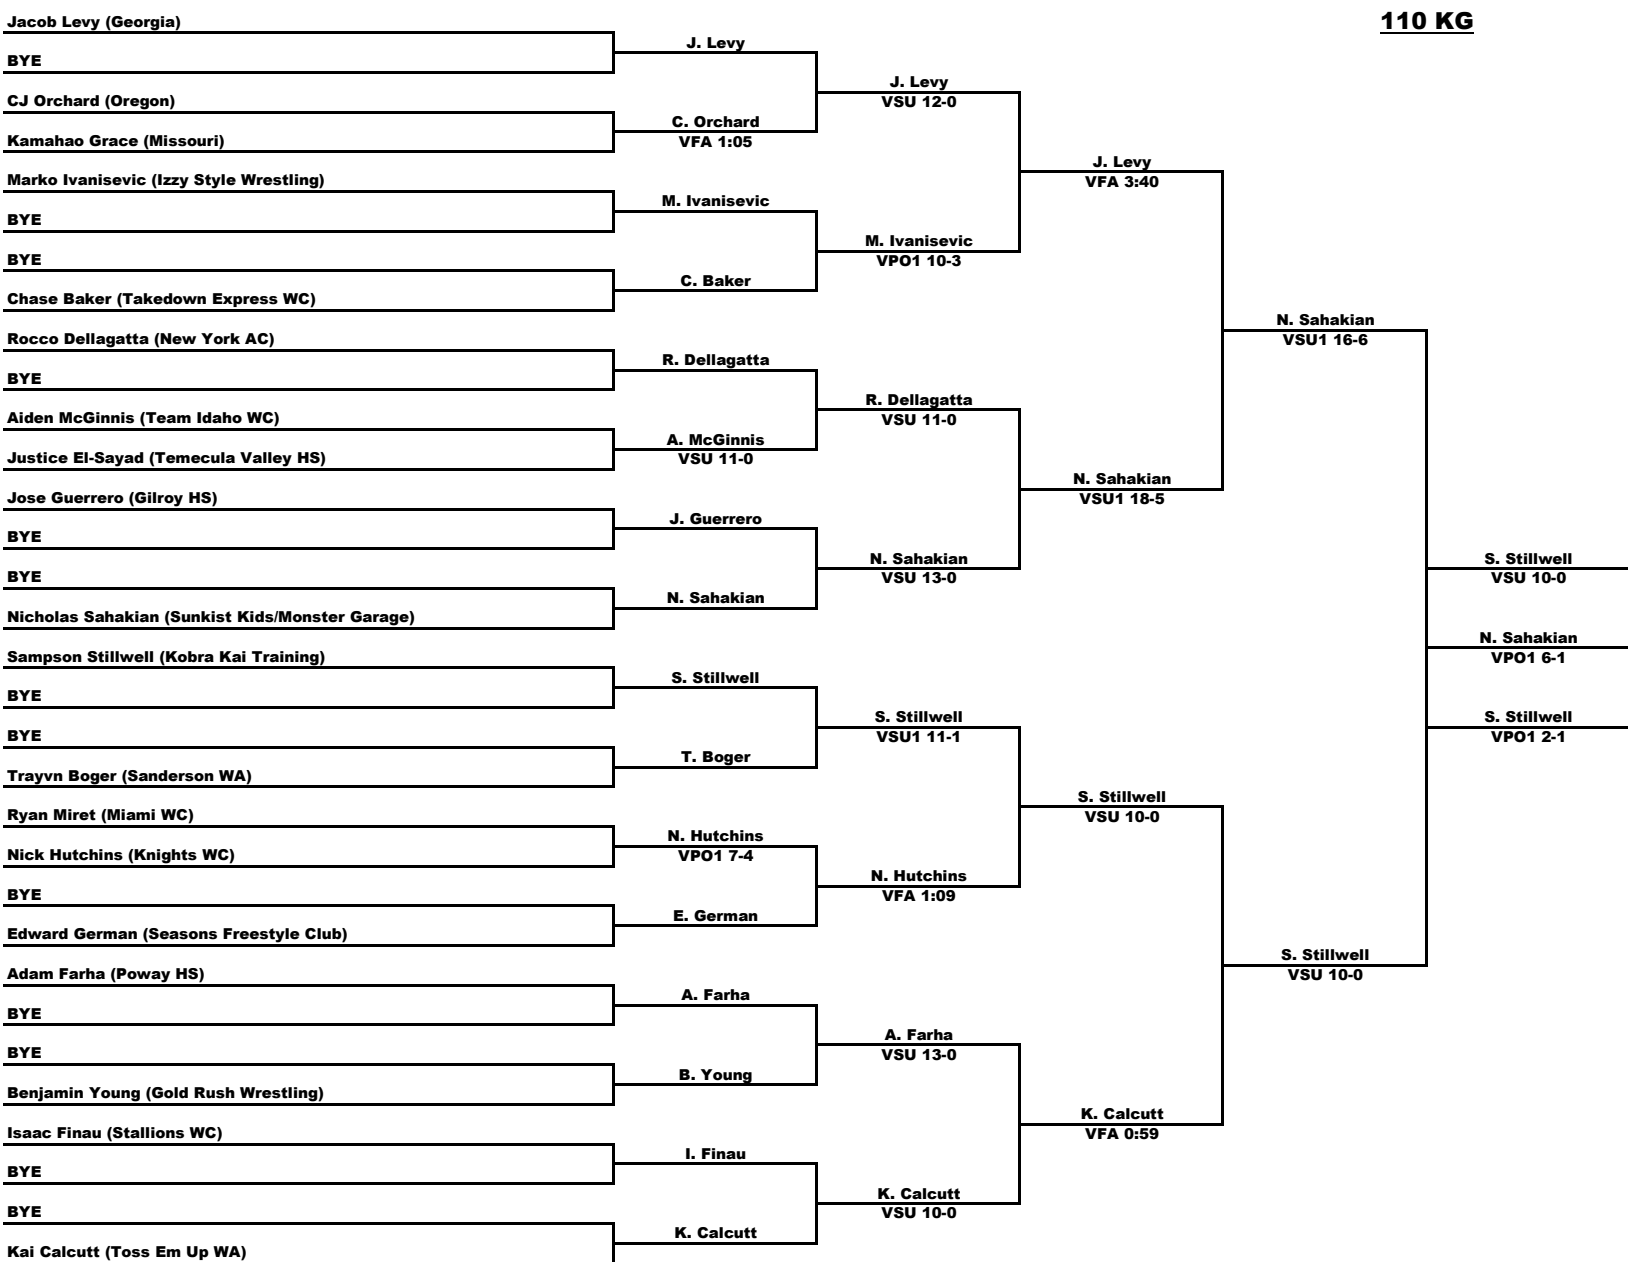 110 KG
Jacob Levy (Georgia)
BYE
CJ Orchard (Oregon)
Kamahao Grace (Missouri)
Marko Ivanisevic (Izzy Style Wrestling)
BYE
BYE
Chase Baker (Takedown Express WC)
Rocco Dellagatta (New York AC)
BYE
Aiden McGinnis (Team Idaho WC)
Justice El-Sayad (Temecula Valley HS)
Jose Guerrero (Gilroy HS)
BYE
BYE
Nicholas Sahakian (Sunkist Kids/Monster Garage)
Sampson Stillwell (Kobra Kai Training)
BYE
BYE
Trayvn Boger (Sanderson WA)
Ryan Miret (Miami WC)
Nick Hutchins (Knights WC)
BYE
Edward German (Seasons Freestyle Club)
Adam Farha (Poway HS)
BYE
BYE
Benjamin Young (Gold Rush Wrestling)
Isaac Finau (Stallions WC)
BYE
BYE
Kai Calcutt (Toss Em Up WA)
J. Levy
C. Orchard
VFA 1:05
M. Ivanisevic
C. Baker
R. Dellagatta
A. McGinnis
VSU 11-0
J. Guerrero
N. Sahakian
S. Stillwell
T. Boger
N. Hutchins
VPO1 7-4
E. German
A. Farha
B. Young
I. Finau
K. Calcutt
J. Levy
VSU 12-0
M. Ivanisevic
VPO1 10-3
R. Dellagatta
VSU 11-0
N. Sahakian
VSU 13-0
S. Stillwell
VSU1 11-1
N. Hutchins
VFA 1:09
A. Farha
VSU 13-0
K. Calcutt
VSU 10-0
J. Levy
VFA 3:40
N. Sahakian
VSU1 18-5
S. Stillwell
VSU 10-0
K. Calcutt
VFA 0:59
N. Sahakian
VSU1 16-6
S. Stillwell
VSU 10-0
S. Stillwell
VSU 10-0
N. Sahakian
VPO1 6-1
S. Stillwell
VPO1 2-1